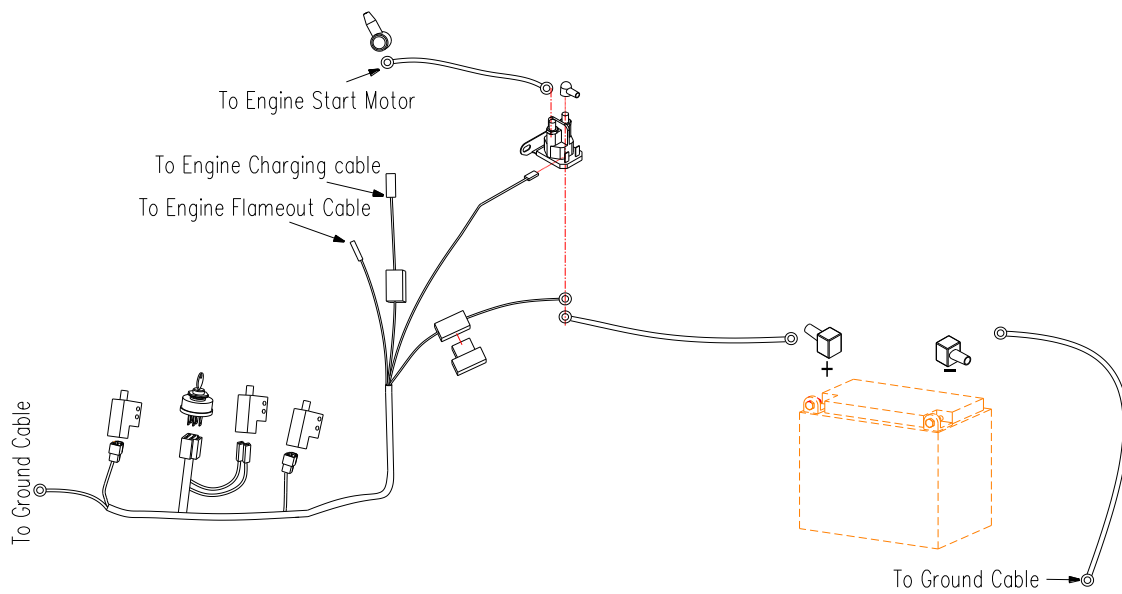 To Engine Start Motor
To Engine Charging cable
To Engine Flameout Cable
+
−
To Ground Cable
To Ground Cable